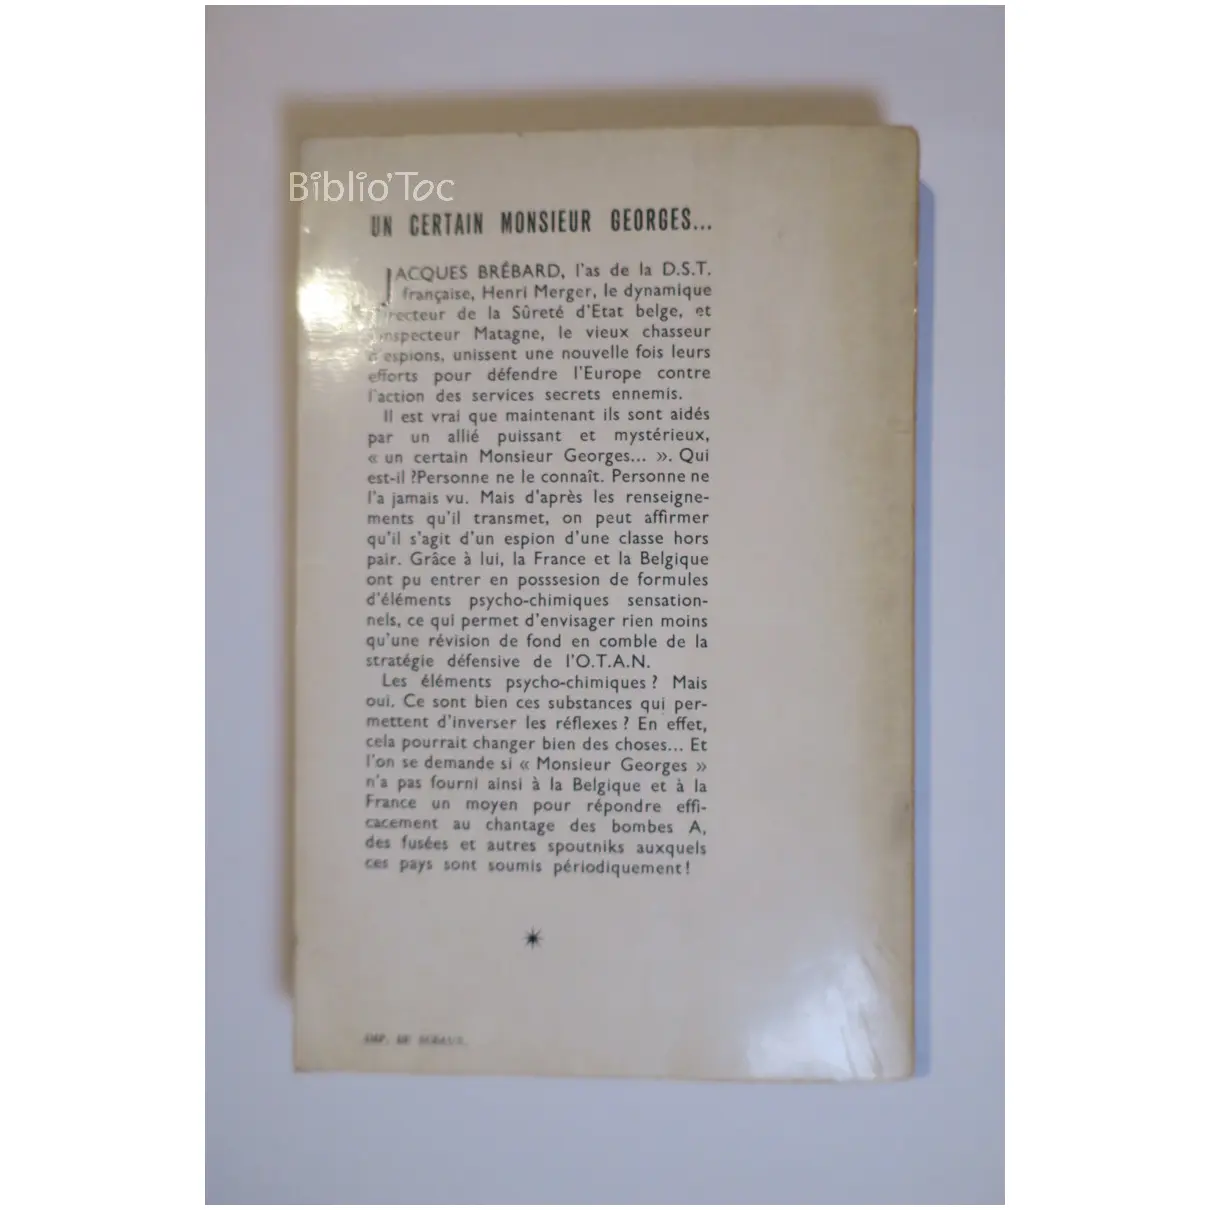 Biblio'Toc
UN CERTAIN MONSIEUR GEORGES...
JACQUES BRÉBARD, l'as de la D.S.T.
française, Henri Merger, le dynamique
directeur de la Sûreté d'Etat belge, et
l'inspecteur Matagne, le vieux chasseur
d'espions, unissent une nouvelle fois leurs
efforts pour défendre l'Europe contre
l'action des services secrets ennemis.
Il est vrai que maintenant ils sont aidés
par un allié puissant et mystérieux,
« un certain Monsieur Georges... ». Qui
est-il ?Personne ne le connaît. Personne ne
l'a jamais vu. Mais d'après les renseigne-
ments qu'il transmet, on peut affirmer
qu'il s'agit d'un espion d'une classe hors
pair. Grâce à lui, la France et la Belgique
ont pu entrer en posssesion de formules
d'éléments psycho-chimiques sensation-
nels, ce qui permet d'envisager rien moins
qu'une révision de fond en comble de la
stratégie défensive de l'O.T.A.N.
Les éléments psycho-chimiques ? Mais
oui. Ce sont bien ces substances qui per-
mettent d'inverser les réflexes ? En effet,
cela pourrait changer bien des choses... Et
l'on se demande si « Monsieur Georges »
n'a pas fourni ainsi à la Belgique et à la
France un moyen pour répondre effi-
cacement au chantage des bombes A,
des fusées et autres spoutniks auxquels
ces pays sont soumis périodiquement !
IMP. DE